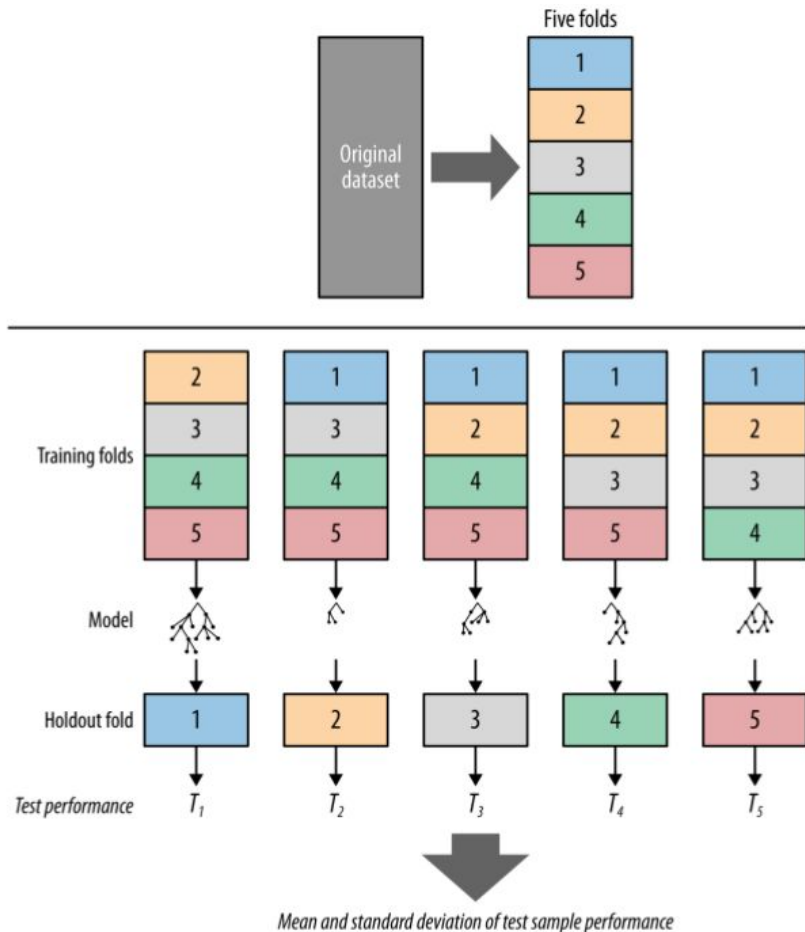 Five folds
1
2
Original
dataset
3
4
5
2 1 1 1 1
3 3 2 2 2
Training folds
4 4 4 3 3
5 5 5 5 4
Model
Holdout fold 1 2 3 4 5
Test performance T1 T2 T3 T4 T5
Mean and standard deviation of test sample performance